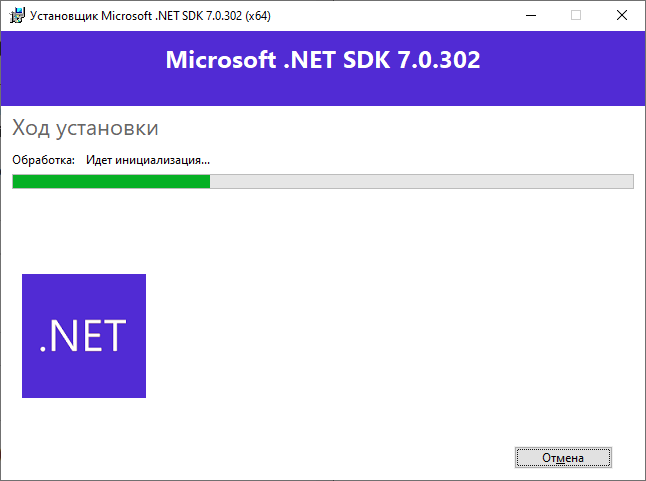 Установщик Microsoft .NET SDK 7.0.302 (x64)
Microsoft .NET SDK 7.0.302
Ход установки
Обработка: Идет инициализация...
.NET
Отмена